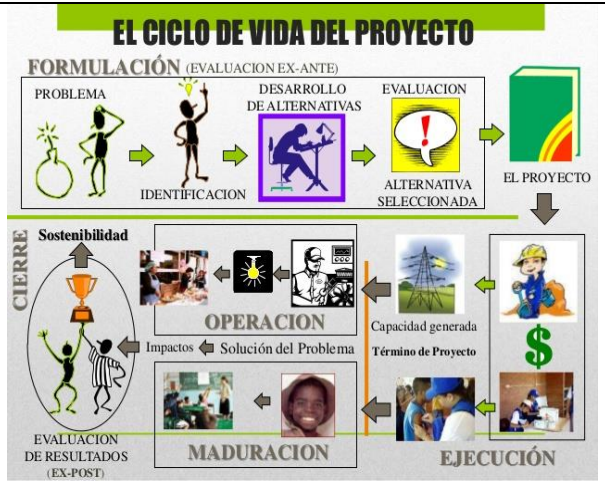 EL CICLO DE VIDA DEL PROYECTO
FORMULACIÓN (EVALUACION EX-ANTE)
PROBLEMA
IDENTIFICACION
DESARROLLO
DE ALTERNATIVAS
EVALUACION
ALTERNATIVA
SELECCIONADA
EL PROYECTO
CIERRE
Sostenibilidad
OPERACION
Capacidad generada
Término de Proyecto
$
Impactos
Solución del Problema
MADURACION
EJECUCIÓN
EVALUACION
DE RESULTADOS
(EX-POST)